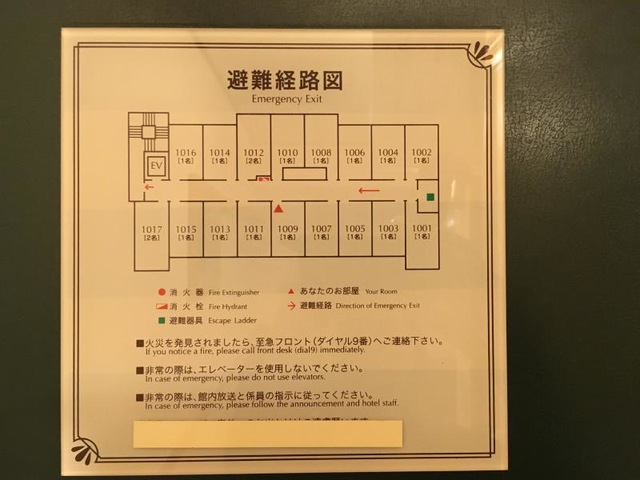 避難経路図
Emergency Exit
1016 1014 1012 1010 1008 1006 1004 1002
[1名] [1名] [2名] [1名] [1名] [1名] [1名] [1名]
EV
1017 1015 1013 1011 1009 1007 1005 1003 1001
[2名] [1名] [1名] [1名] [1名] [1名] [1名] [1名] [1名]
消火器 Fire Extinguisher あなたのお部屋 Your Room
消火栓 Fire Hydrant 避難経路 Direction of Emergency Exit
避難器具 Escape Ladder
■火災を発見されましたら、至急フロント(ダイヤル9番)へご連絡下さい。
If you notice a fire, please call front desk (dial9) immediately.
■非常の際は、エレベーターを使用しないでください。
In case of emergency, please do not use elevators.
■非常の際は、館内放送と係員の指示に従ってください。
In case of emergency, please follow the announcement and hotel staff.